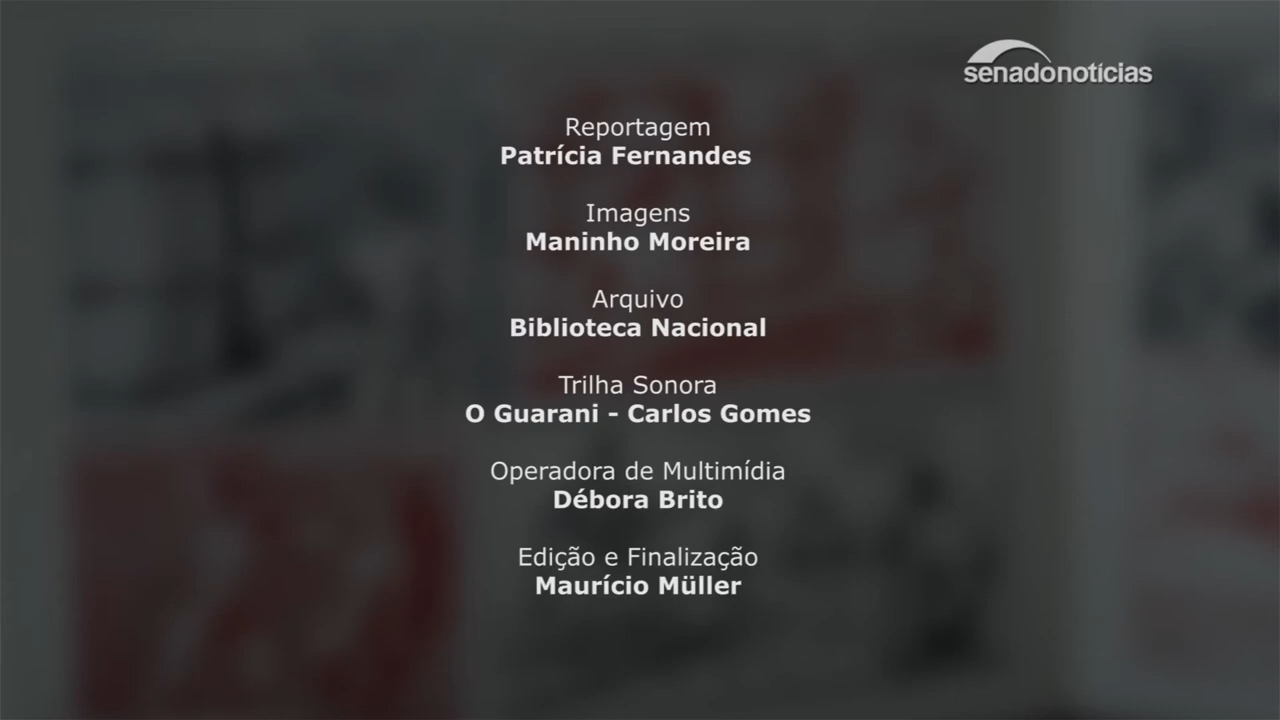 senadonotícias
Reportagem
Patrícia Fernandes
Imagens
Maninho Moreira
Arquivo
Biblioteca Nacional
Trilha Sonora
O Guarani - Carlos Gomes
Operadora de Multimídia
Débora Brito
Edição e Finalização
Maurício Müller